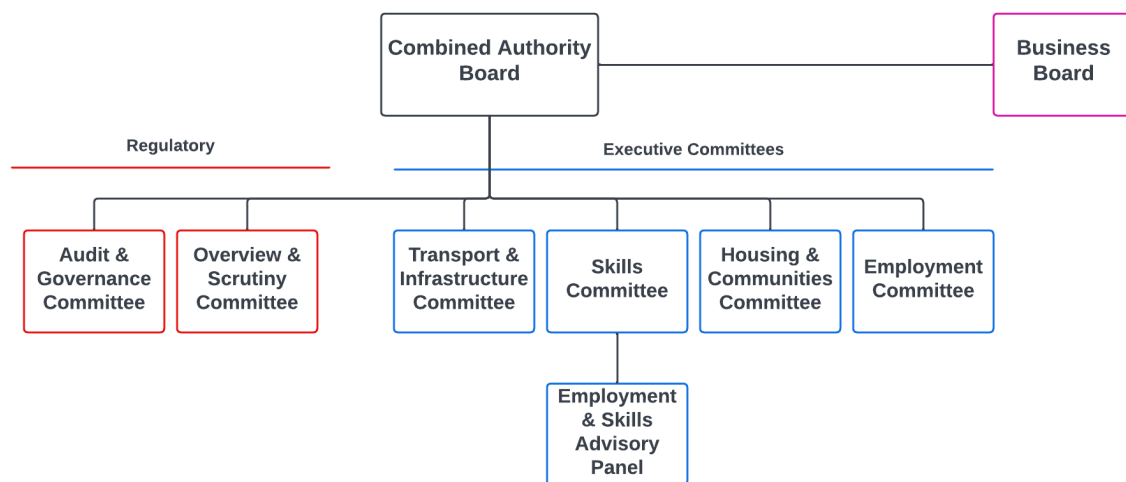 Combined Authority
Board
Business
Board
Regulatory
Executive Committees
Audit &
Governance
Committee
Overview &
Scrutiny
Committee
Transport &
Infrastructure
Committee
Skills
Committee
Housing &
Communities
Committee
Employment
Committee
Employment
& Skills
Advisory
Panel